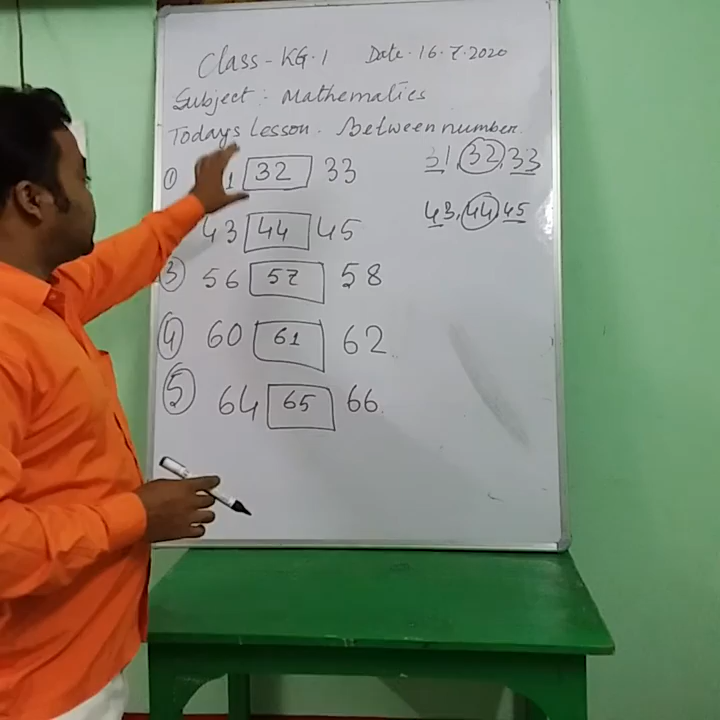 Class - KG.1 Date. 16.7.2020
Subject : Mathematics
Todays Lesson. Between number.
1 1 32 33
31, 32, 33
43 44 45
43, 44, 45
3 56 57 58
4 60 61 62
5 64 65 66